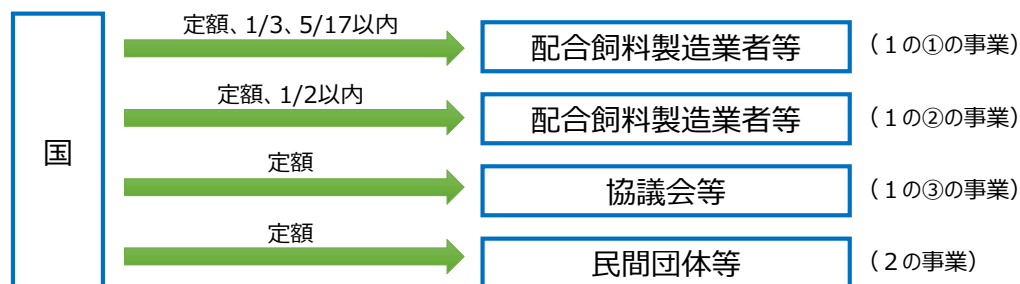 国
定額、1/3、5/17以内
配合飼料製造業者等
（１の①の事業）
定額、1/2以内
配合飼料製造業者等
（１の②の事業）
定額
協議会等
（１の③の事業）
定額
民間団体等
（２の事業）